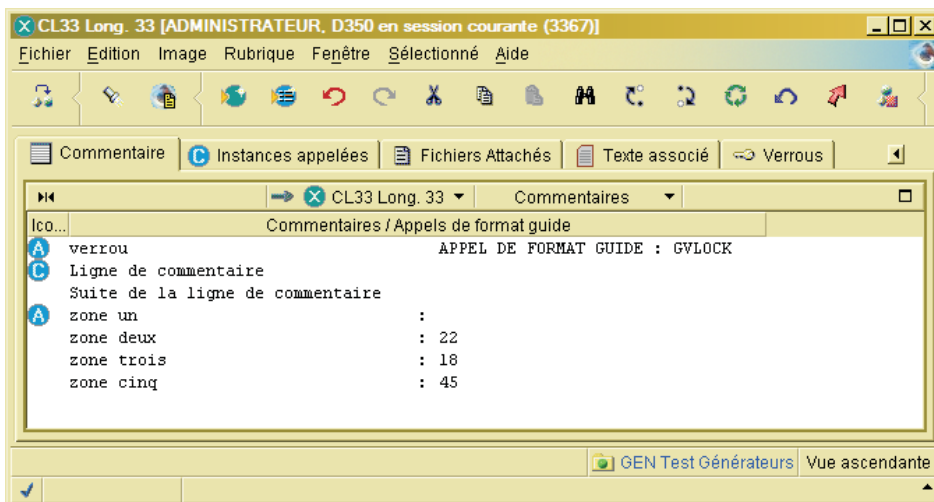 CL33 Long. 33 [ADMINISTRATEUR, D350 en session courante (3367)]
Fichier Edition Image Rubrique Fenêtre Sélectionné Aide
Commentaire C Instances appelées Fichiers Attachés Texte associé Verrous
CL33 Long. 33 Commentaires
Ico... Commentaires / Appels de format guide
A verrou APPEL DE FORMAT GUIDE : GVLOCK
C Ligne de commentaire
Suite de la ligne de commentaire
A zone un :
zone deux : 22
zone trois : 18
zone cinq : 45
GEN Test Générateurs Vue ascendante